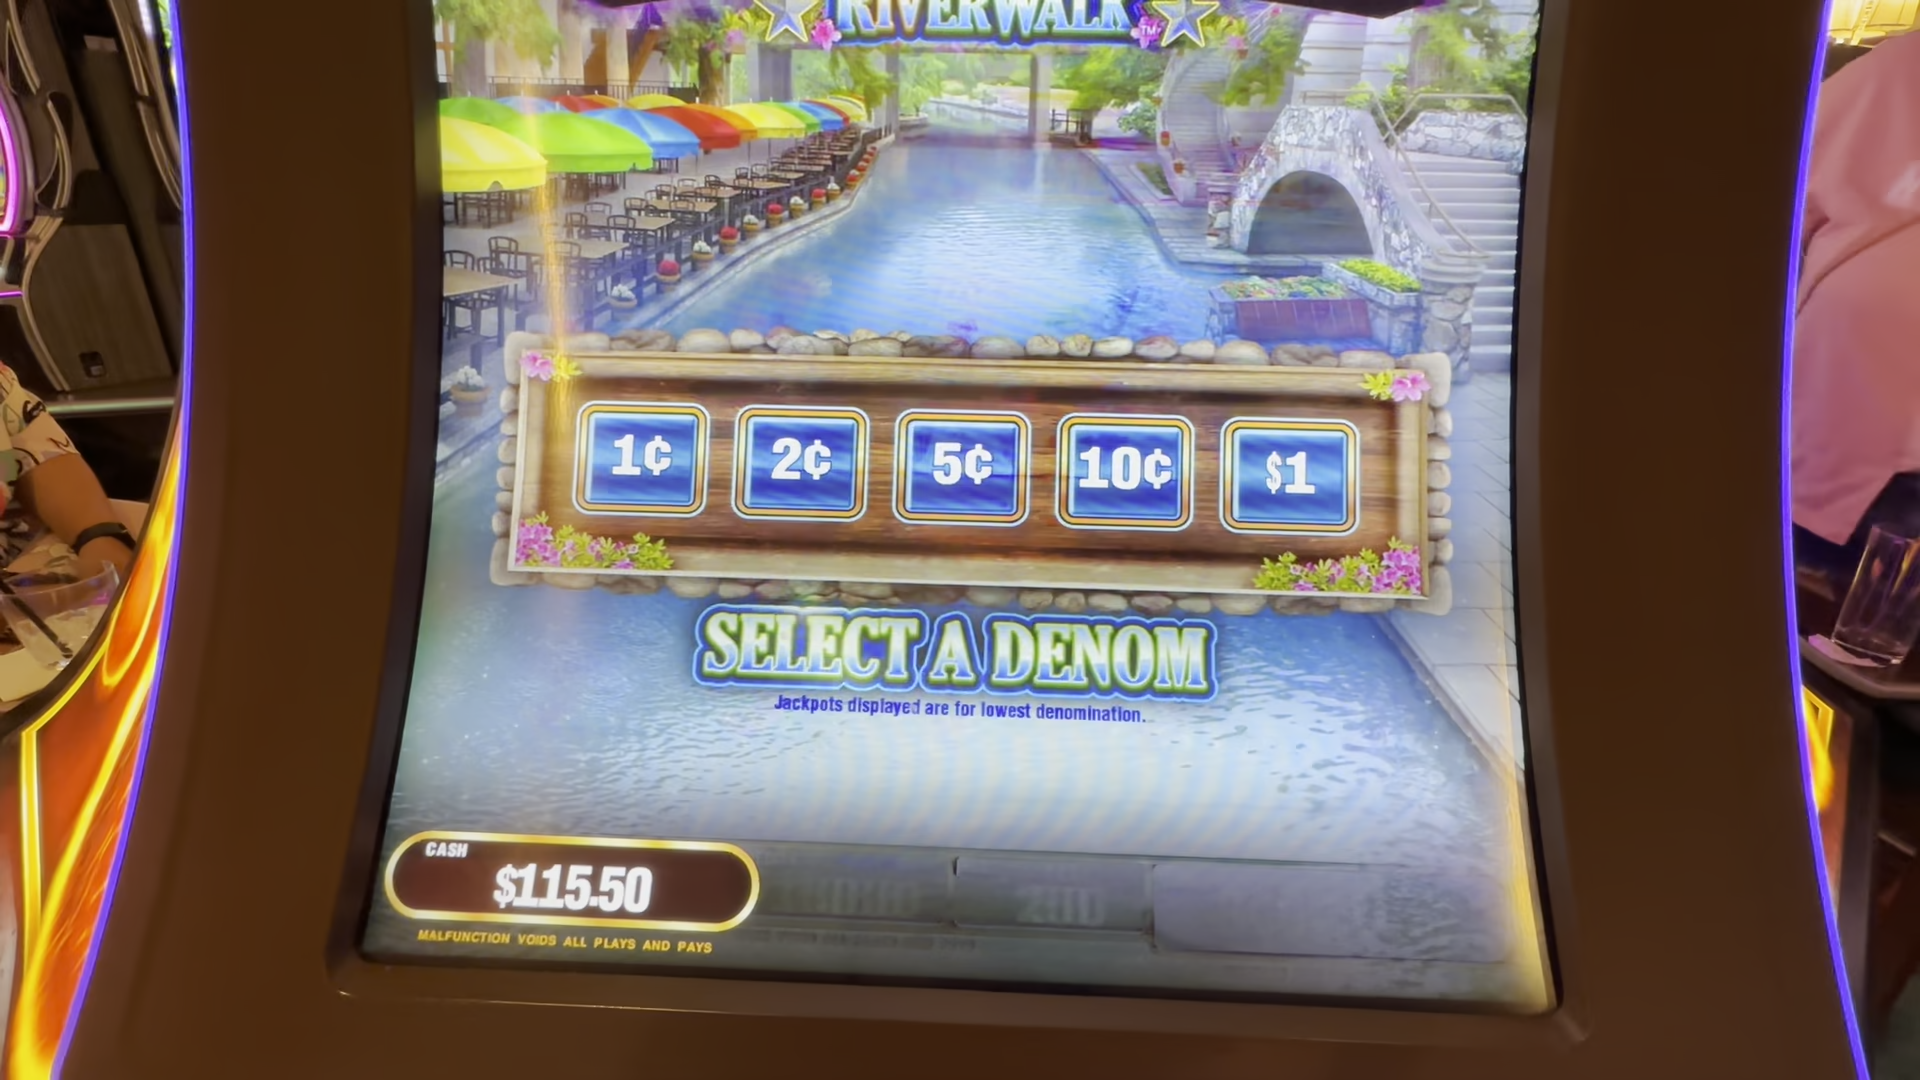 RIVERWALK
TM
1¢
2¢
5¢
10¢
$1
SELECT A DENOM
Jackpots displayed are for lowest denomination.
CASH
$115.50
MALFUNCTION VOIDS ALL PLAYS AND PAYS